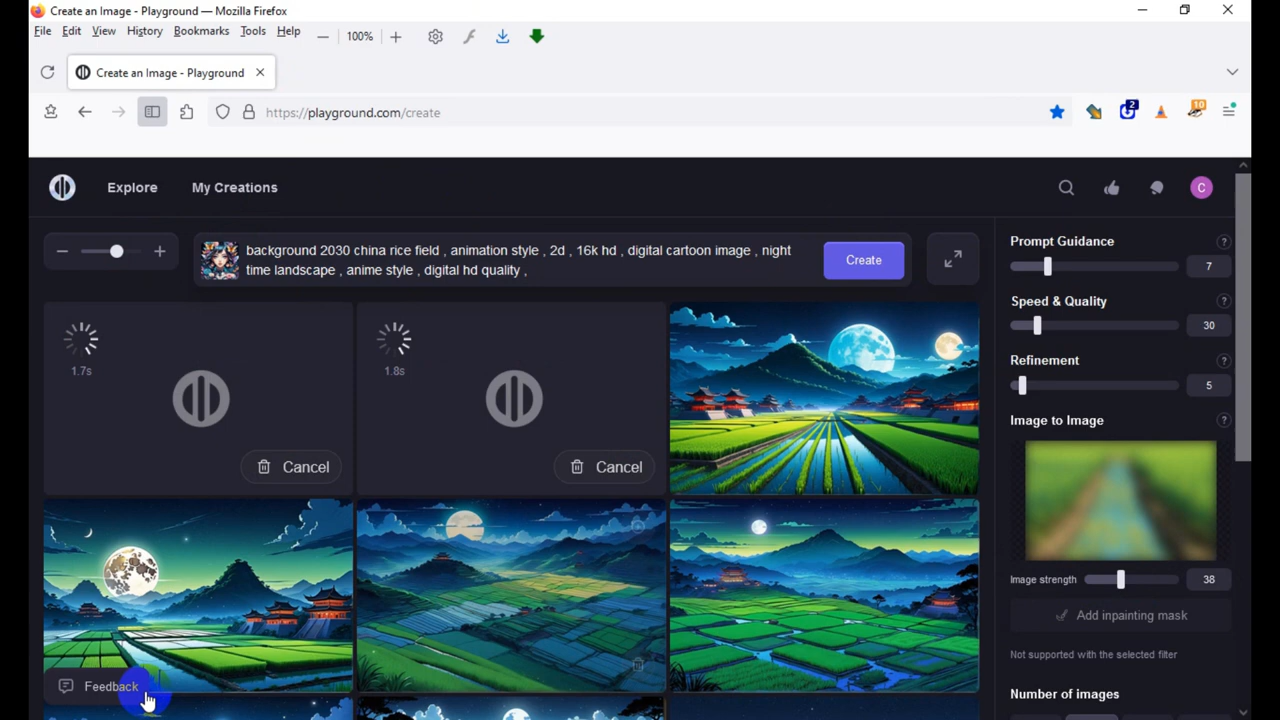 Create an Image - Playground — Mozilla Firefox
File Edit View History Bookmarks Tools Help 100%
Create an Image - Playground
https://playground.com/create
2
10
Explore My Creations
C
background 2030 china rice field , animation style , 2d , 16k hd , digital cartoon image , night
time landscape , anime style , digital hd quality ,
Create
1.7s
Cancel
1.8s
Cancel
Feedback
Prompt Guidance ?
7
Speed & Quality ?
30
Refinement ?
5
Image to Image ?
Image strength 38
Add inpainting mask
Not supported with the selected filter
Number of images